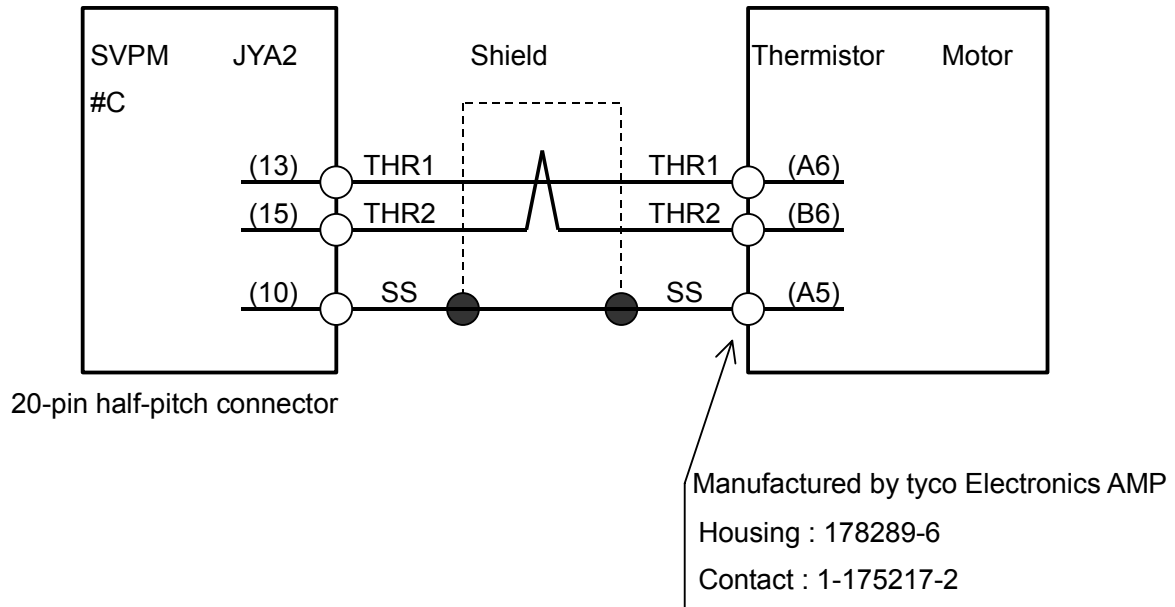 SVPM JYA2 Shield Thermistor Motor
#C
(13) THR1 THR1 (A6)
(15) THR2 THR2 (B6)
(10) SS SS (A5)
20-pin half-pitch connector
Manufactured by tyco Electronics AMP
Housing : 178289-6
Contact : 1-175217-2